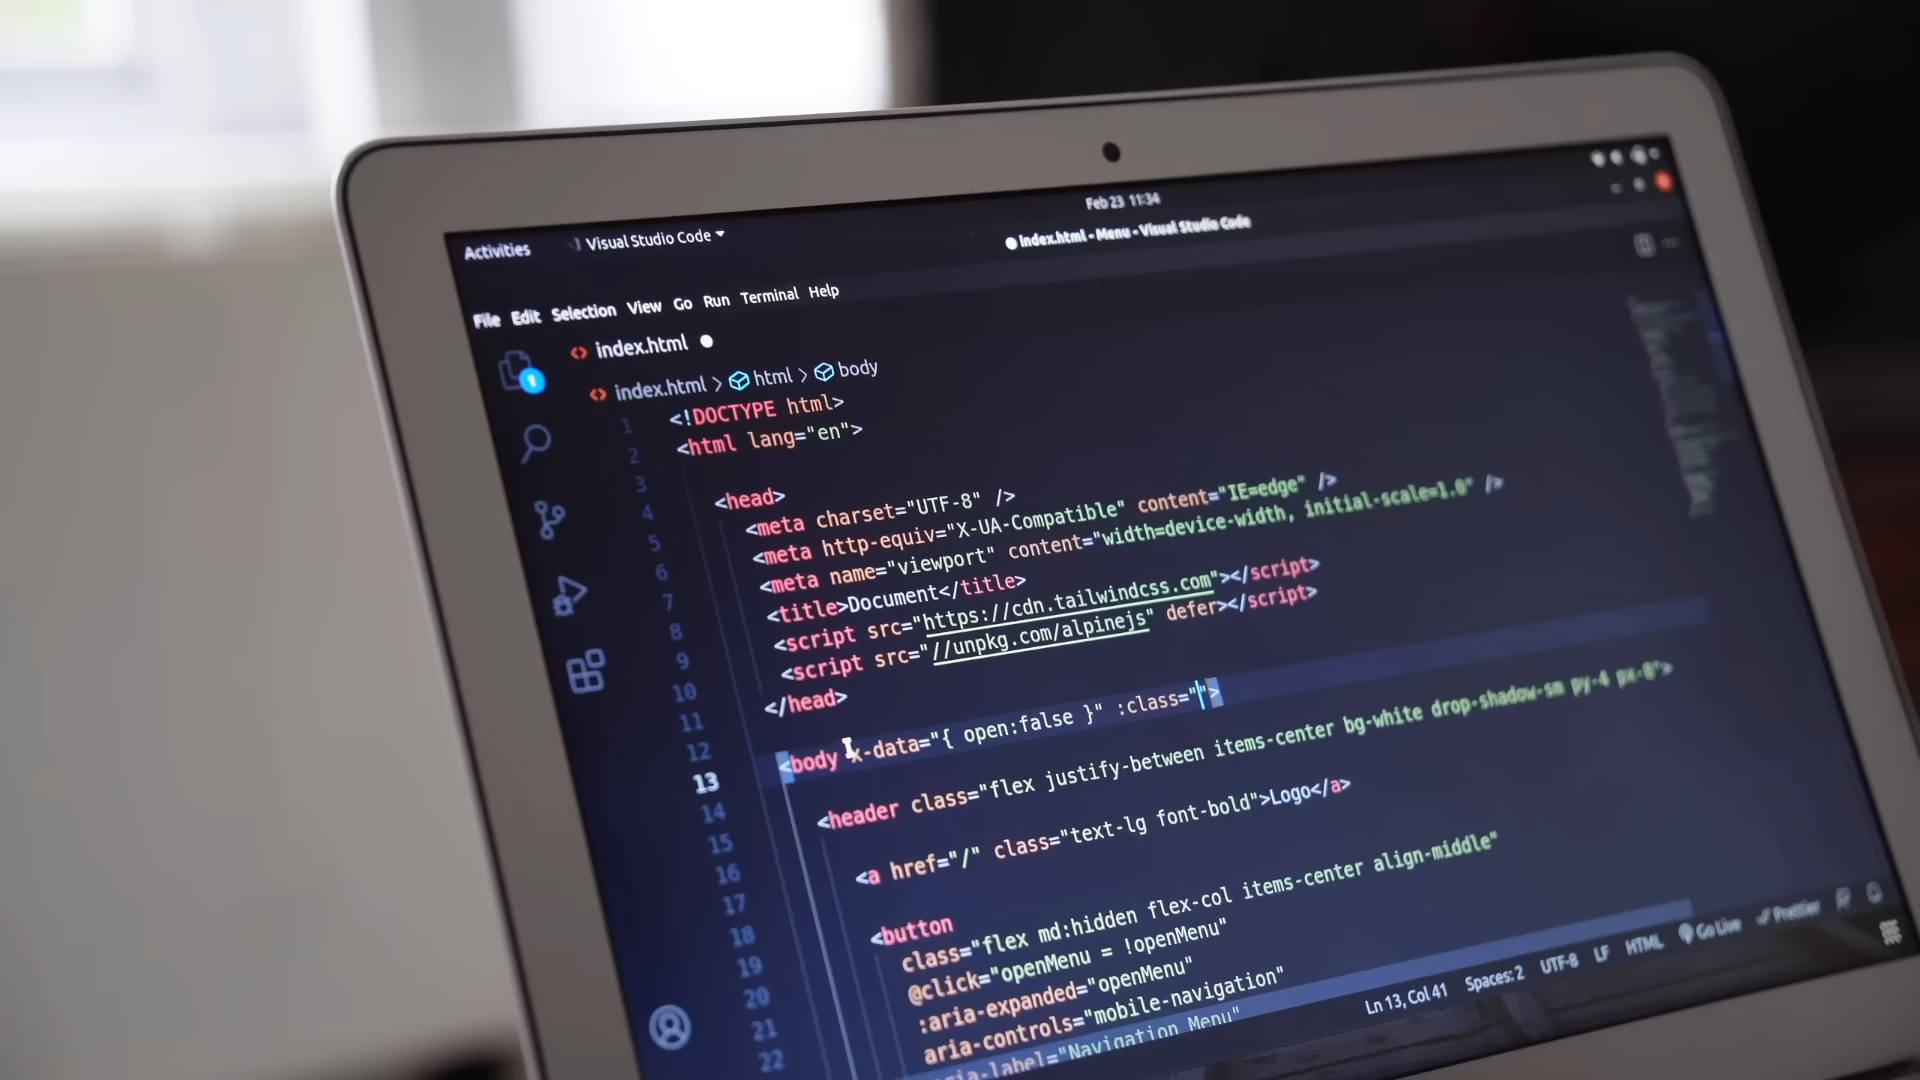 Feb 23 11:34
Activities Visual Studio Code
index.html - Menu - Visual Studio Code
File Edit Selection View Go Run Terminal Help
index.html
1
index.html > html > body
1 <!DOCTYPE html>
2 <html lang="en">
3
4 <head>
5 <meta charset="UTF-8" />
6 <meta http-equiv="X-UA-Compatible" content="IE=edge" />
7 <meta name="viewport" content="width=device-width, initial-scale=1.0" />
8 <title>Document</title>
9 <script src="https://cdn.tailwindcss.com"></script>
10 <script src="//unpkg.com/alpinejs" defer></script>
11 </head>
12
13 <body x-data="{ open:false }" :class="">
14
15 <header class="flex justify-between items-center bg-white drop-shadow-sm py-4 px-8">
16
17 <a href="/" class="text-lg font-bold">Logo</a>
18
19 <button
20 class="flex md:hidden flex-col items-center align-middle"
21 @click="openMenu = !openMenu"
22 :aria-expanded="openMenu"
aria-controls="mobile-navigation"
aria-label="Navigation Menu"
Ln 13, Col 41 Spaces: 2 UTF-8 LF HTML Go Live Prettier